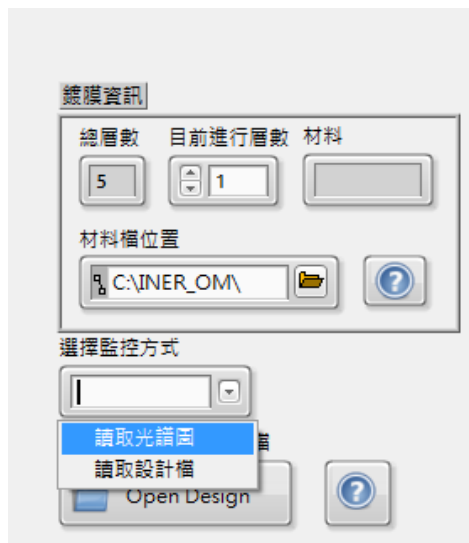 鍍膜資訊
總層數 目前進行層數 材料
5 1
材料檔位置
C:\INER_OM\
選擇監控方式
讀取光譜圖
讀取設計檔
Open Design